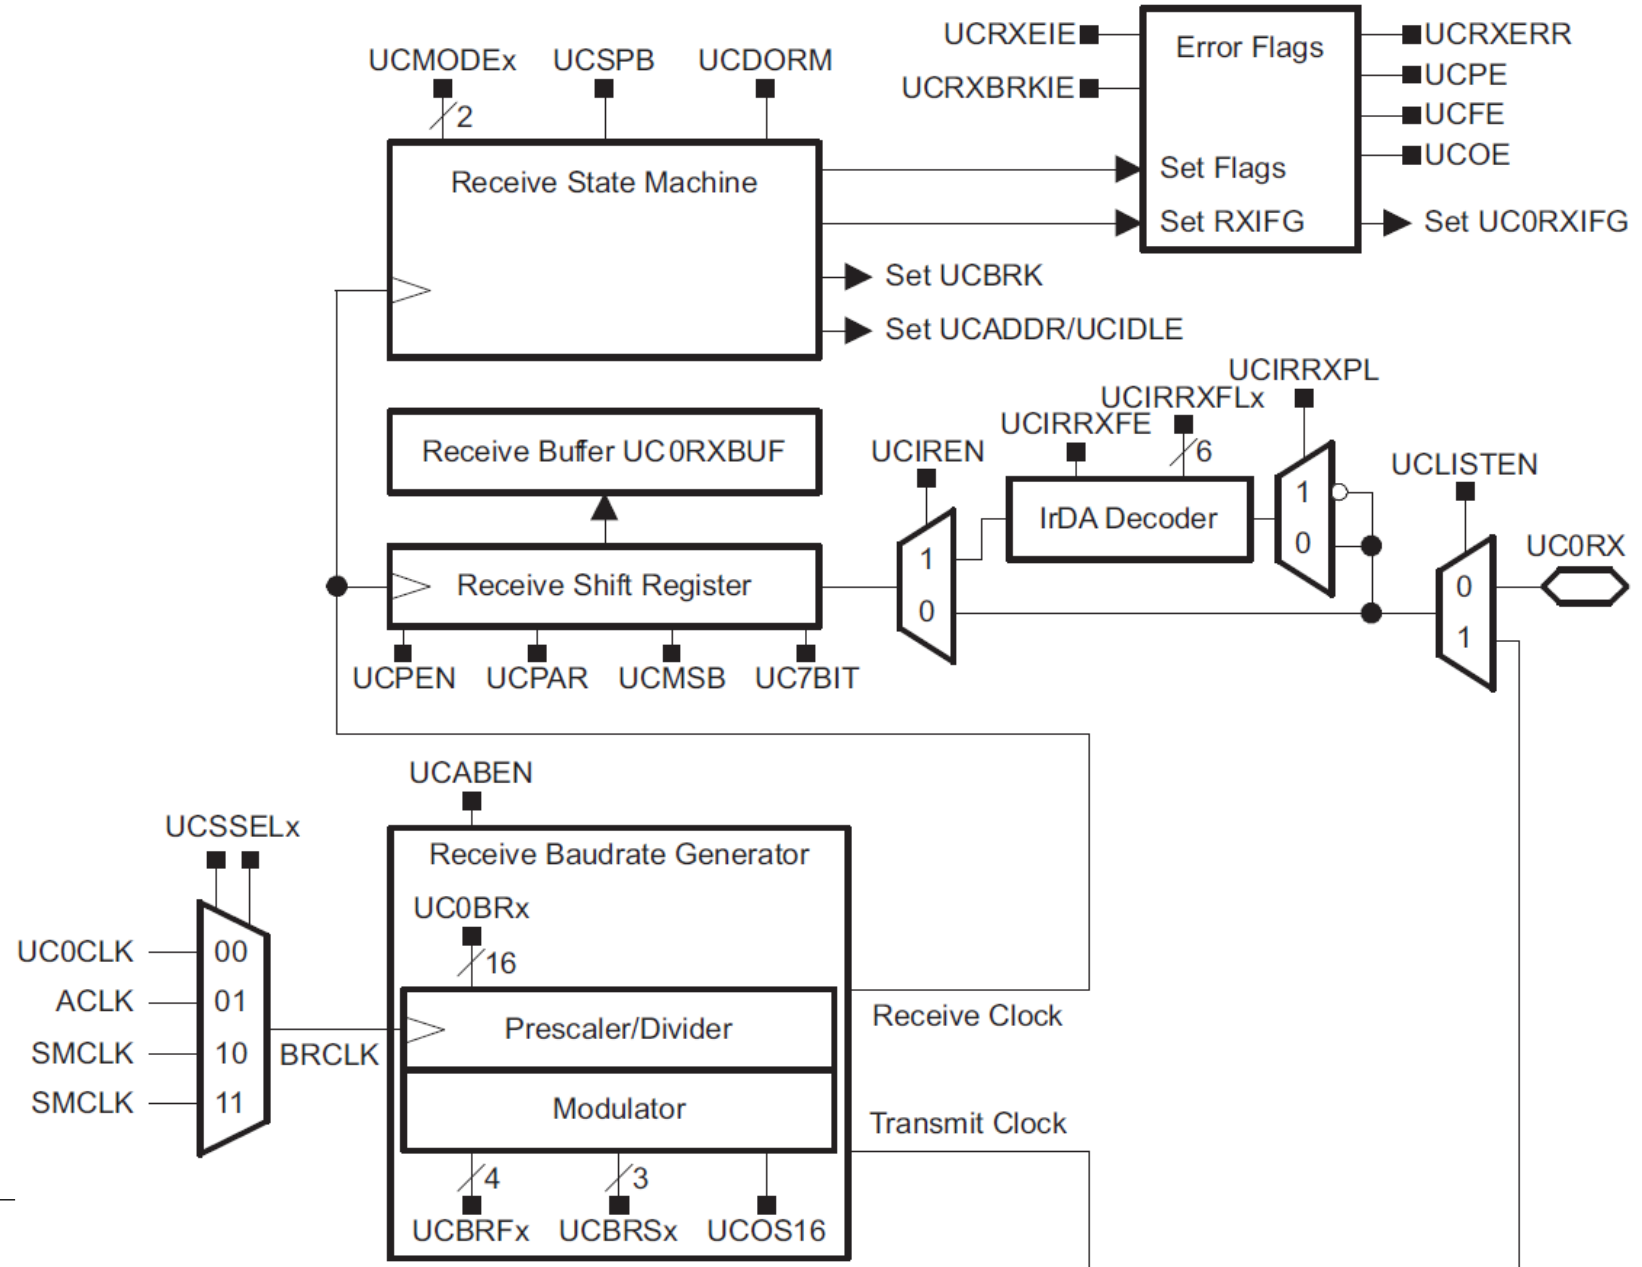 UCMODEx
UCSPB
UCDORM
2
Receive State Machine
UCRXEIE
UCRXBRKIE
Error Flags
Set Flags
Set RXIFG
UCRXERR
UCPE
UCFE
UCOE
Set UC0RXIFG
Set UCBRK
Set UCADDR/UCIDLE
Receive Buffer UC0RXBUF
Receive Shift Register
UCPEN
UCPAR
UCMSB
UC7BIT
UCIREN
1
0
UCIRRXFE
UCIRRXFLx
6
IrDA Decoder
UCIRRXPL
1
0
UCLISTEN
0
1
UC0RX
UCABEN
Receive Baudrate Generator
UC0BRx
16
UCSSELx
UC0CLK
00
ACLK
01
SMCLK
10
SMCLK
11
BRCLK
Prescaler/Divider
Modulator
Receive Clock
Transmit Clock
4
3
UCBRFx
UCBRSx
UCOS16